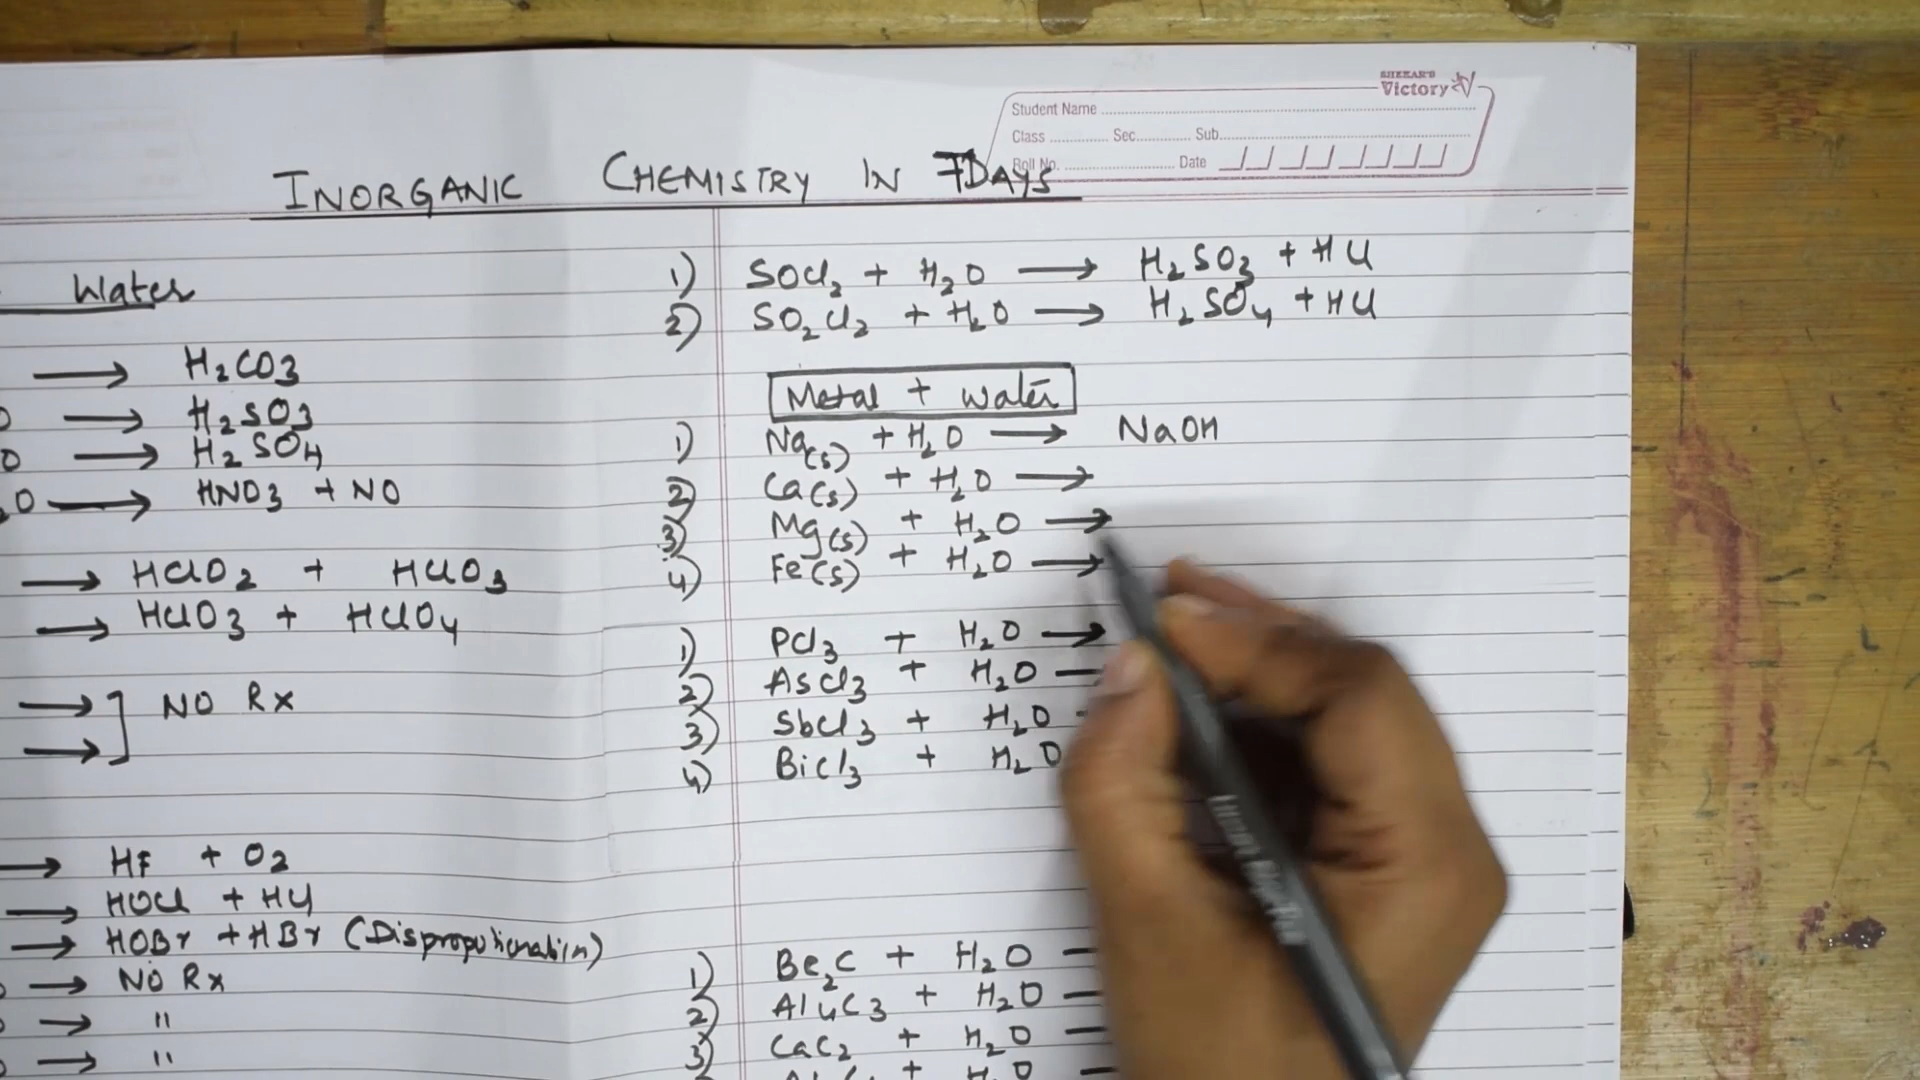 SHEKAR'S
Victory
Student Name
Class Sec. Sub.
Roll No. Date
INORGANIC CHEMISTRY IN 7DAYS
Water
→ H₂CO₃
O → H₂SO₃
O → H₂SO₄
₂O → HNO₃ + NO
→ HClO₂ + HClO₃
→ HClO₃ + HClO₄
→ ] NO Rx
→
→ HF + O₂
→ HOCl + HCl
→ HOBr + HBr (Disproportionation)
→ NO Rx
→ "
→ "
1) SOCl₂ + H₂O → H₂SO₃ + HCl
2) SO₂Cl₂ + H₂O → H₂SO₄ + HCl
Metal + water
1) Na(s) + H₂O → NaOH
2) Ca(s) + H₂O →
3) Mg(s) + H₂O →
4) Fe(s) + H₂O →
1) PCl₃ + H₂O →
2) AsCl₃ + H₂O
3) SbCl₃ + H₂O
4) BiCl₃ + H₂O
1) Be₂C + H₂O
2) Al₄C₃ + H₂O
3) CaC₂ + H₂O
+ H₂O